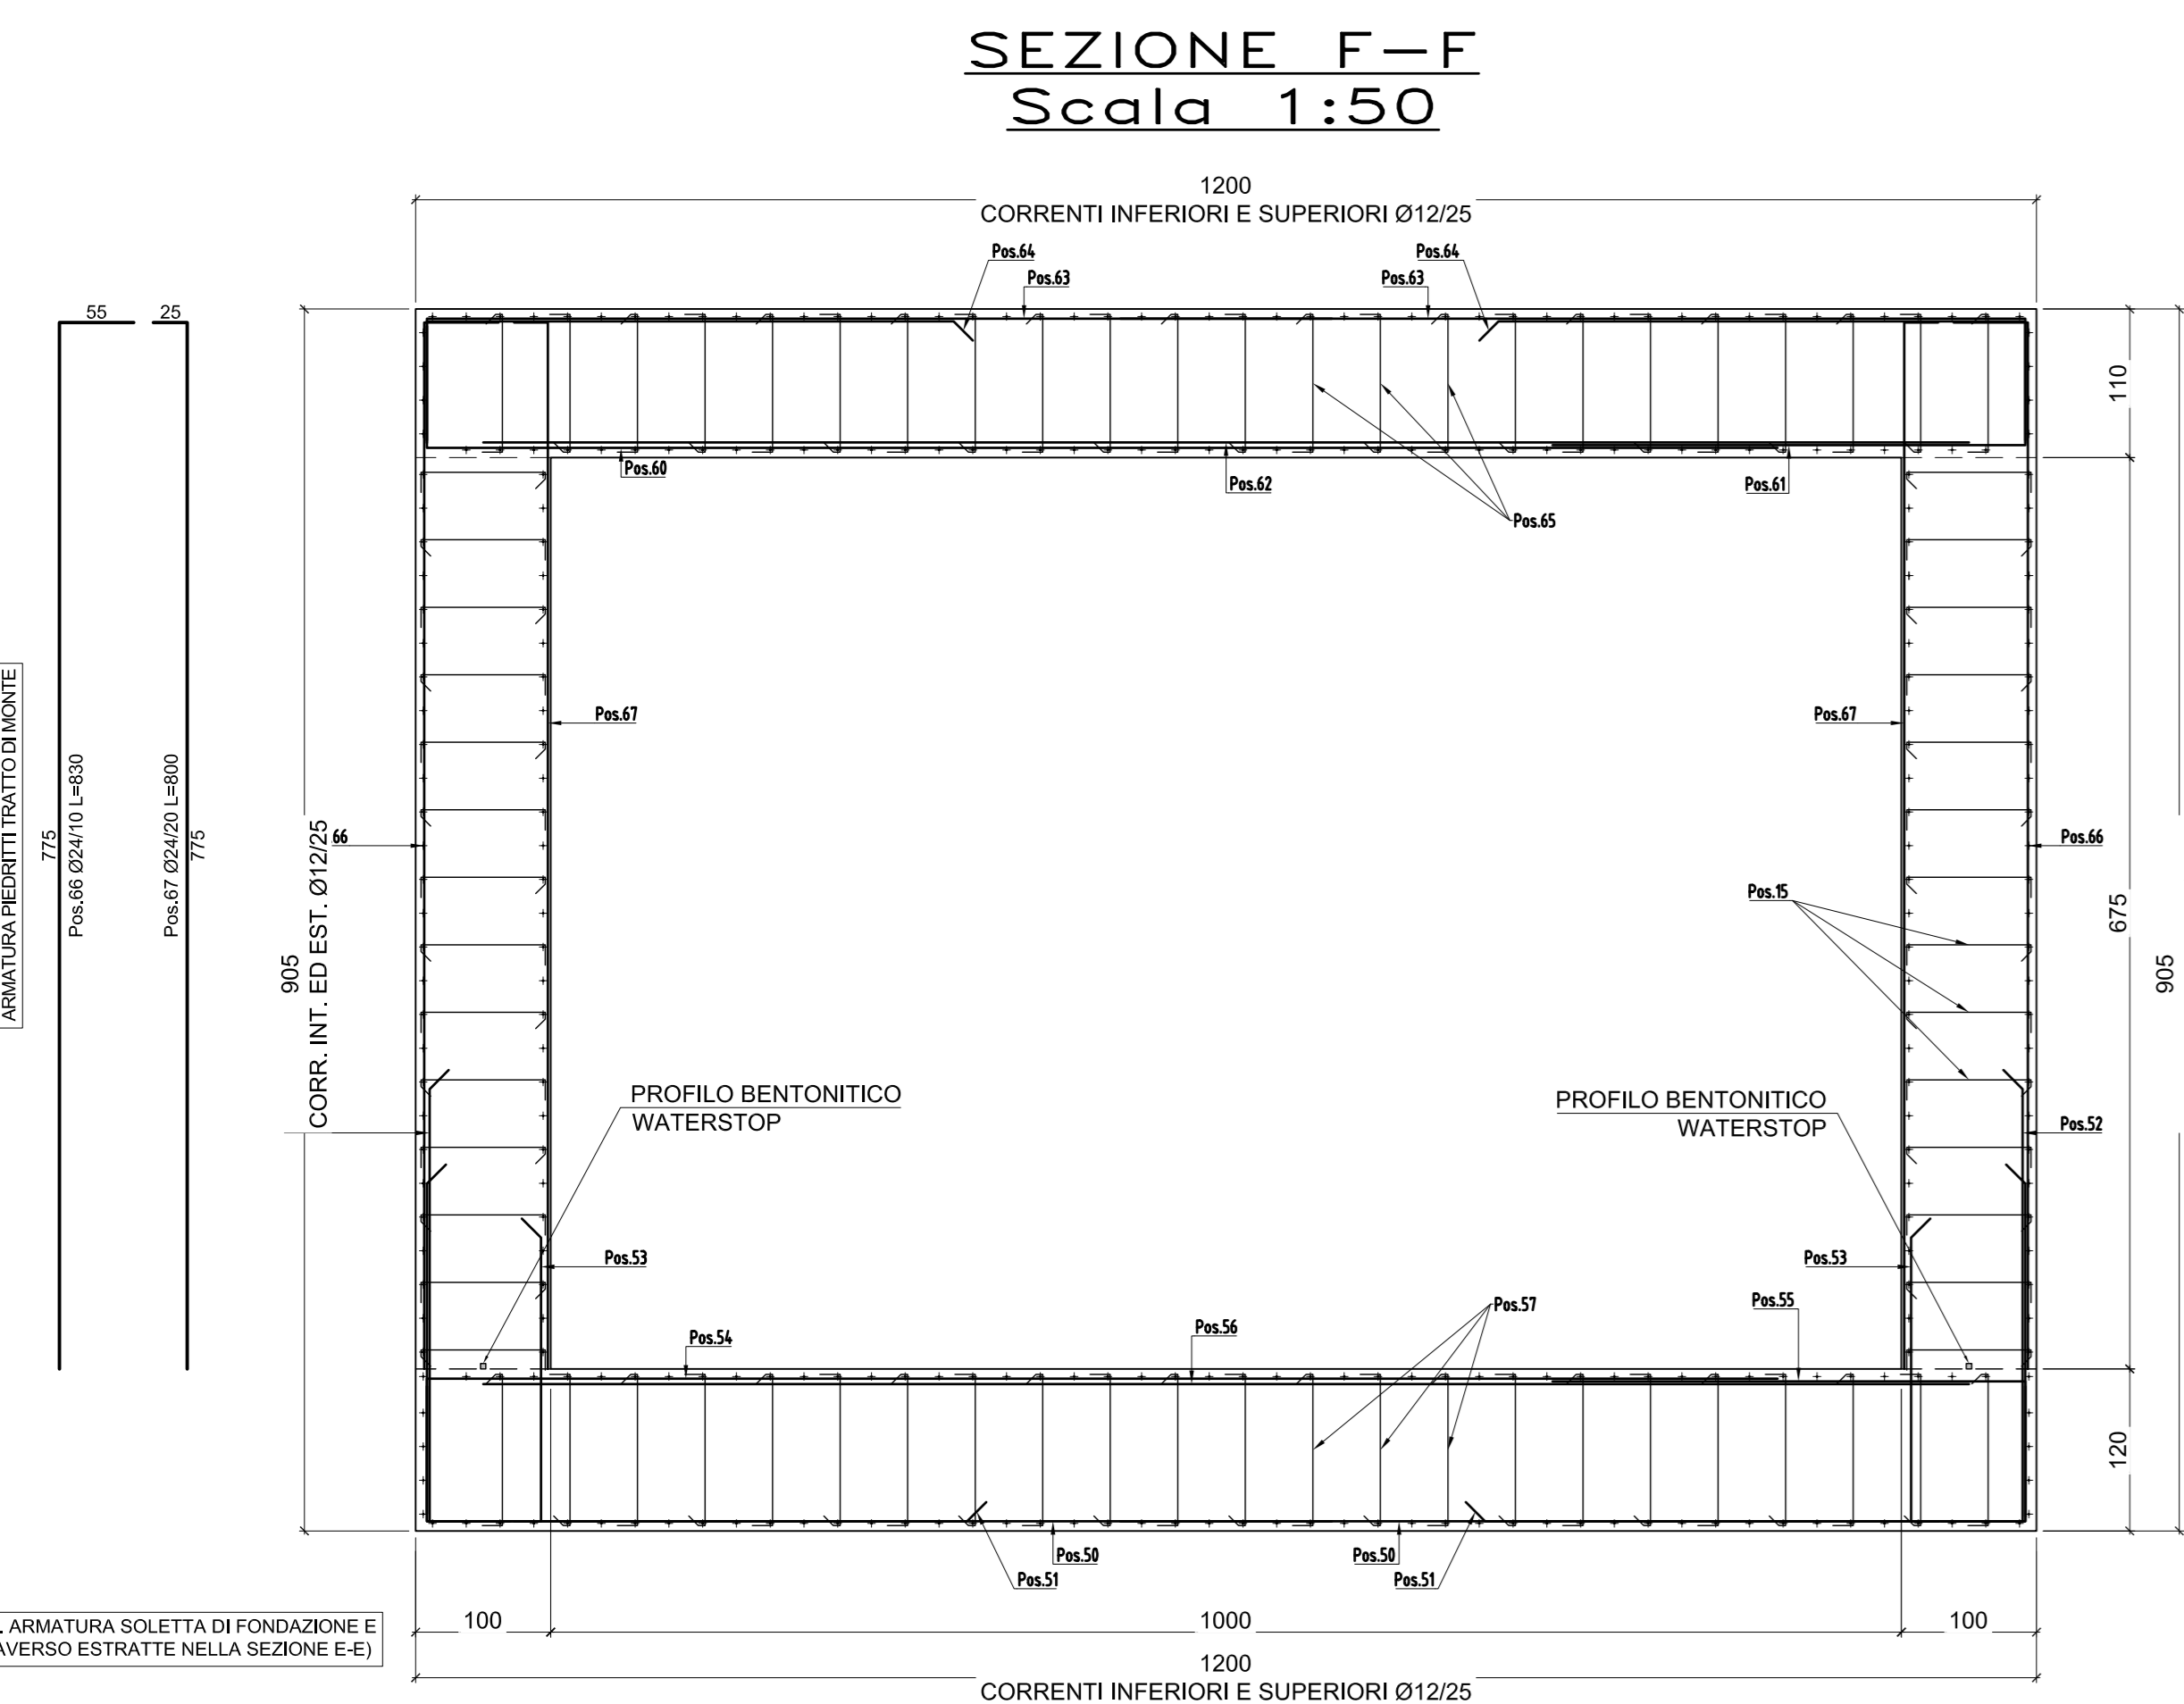 SEZIONE F-F
Scala 1:50
1200
CORRENTI INFERIORI E SUPERIORI Ø12/25
Pos.64
Pos.64
Pos.63
Pos.63
55
25
110
Pos.60
Pos.62
Pos.61
Pos.65
ARMATURA PIEDRITTI TRATTO DI MONTE
775
Pos.66 Ø24/10 L=830
Pos.67 Ø24/20 L=800
775
Pos.67
Pos.67
905
CORR. INT. ED EST. Ø12/25
66
Pos.66
Pos.15
675
905
PROFILO BENTONITICO
WATERSTOP
PROFILO BENTONITICO
WATERSTOP
Pos.52
Pos.53
Pos.53
Pos.54
Pos.56
Pos.57
Pos.55
120
Pos.50
Pos.50
Pos.51
Pos.51
. ARMATURA SOLETTA DI FONDAZIONE E
AVERSO ESTRATTE NELLA SEZIONE E-E)
100
1000
100
1200
CORRENTI INFERIORI E SUPERIORI Ø12/25